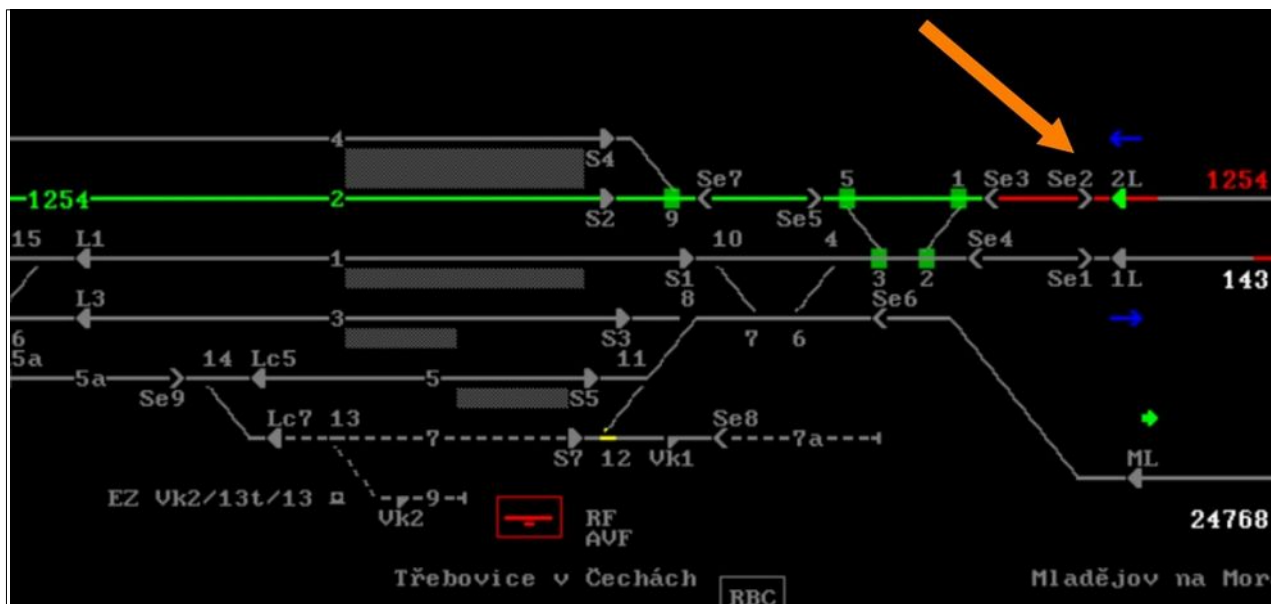 4
S4
Se7 5 1 Se3 Se2 2L 1254
1254 2
S2 9 Se5
15 L1 10 4 Se4
1
S1 3 2 Se1 1L 143
L3 8 Se6
3
6 S3 7 6
5a 14 Lc5 11
5a 5
Se9 S5
Lc7 13 Se8
7 7a
S7 12 Vk1 ML
EZ Vk2/13t/13 9
Vk2 RF 24768
AVF
Třebovice v Čechách Mladějov na Mor
RBC